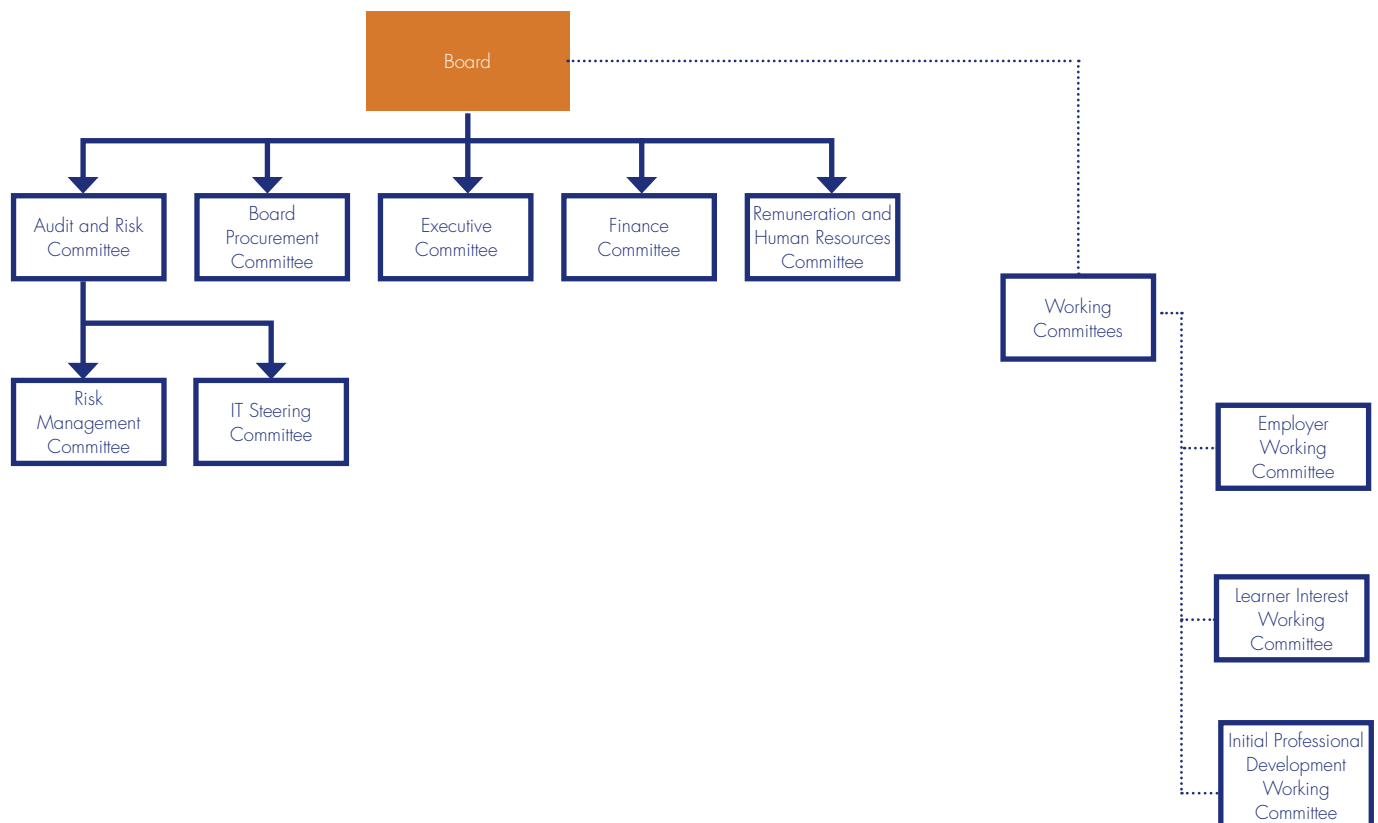 Board
Audit and Risk
Committee
Board
Procurement
Committee
Executive
Committee
Finance
Committee
Remuneration and
Human Resources
Committee
Working
Committees
Risk
Management
Committee
IT Steering
Committee
Employer
Working
Committee
Learner Interest
Working
Committee
Initial Professional
Development
Working
Committee